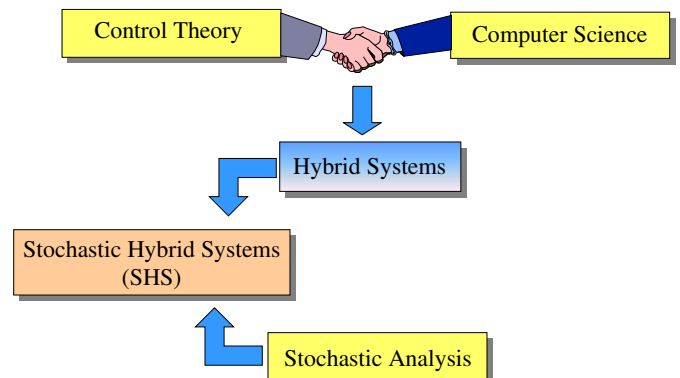 Control Theory
Computer Science
Hybrid Systems
Stochastic Hybrid Systems
(SHS)
Stochastic Analysis